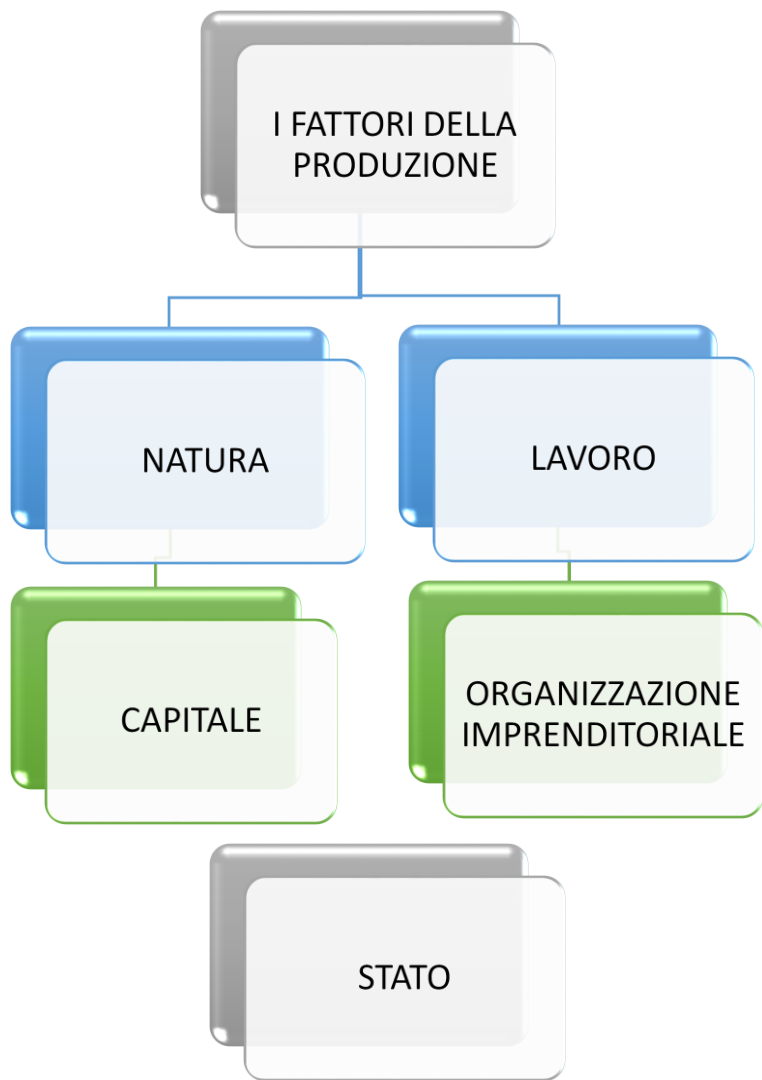 I FATTORI DELLA
PRODUZIONE
NATURA
LAVORO
CAPITALE
ORGANIZZAZIONE
IMPRENDITORIALE
STATO